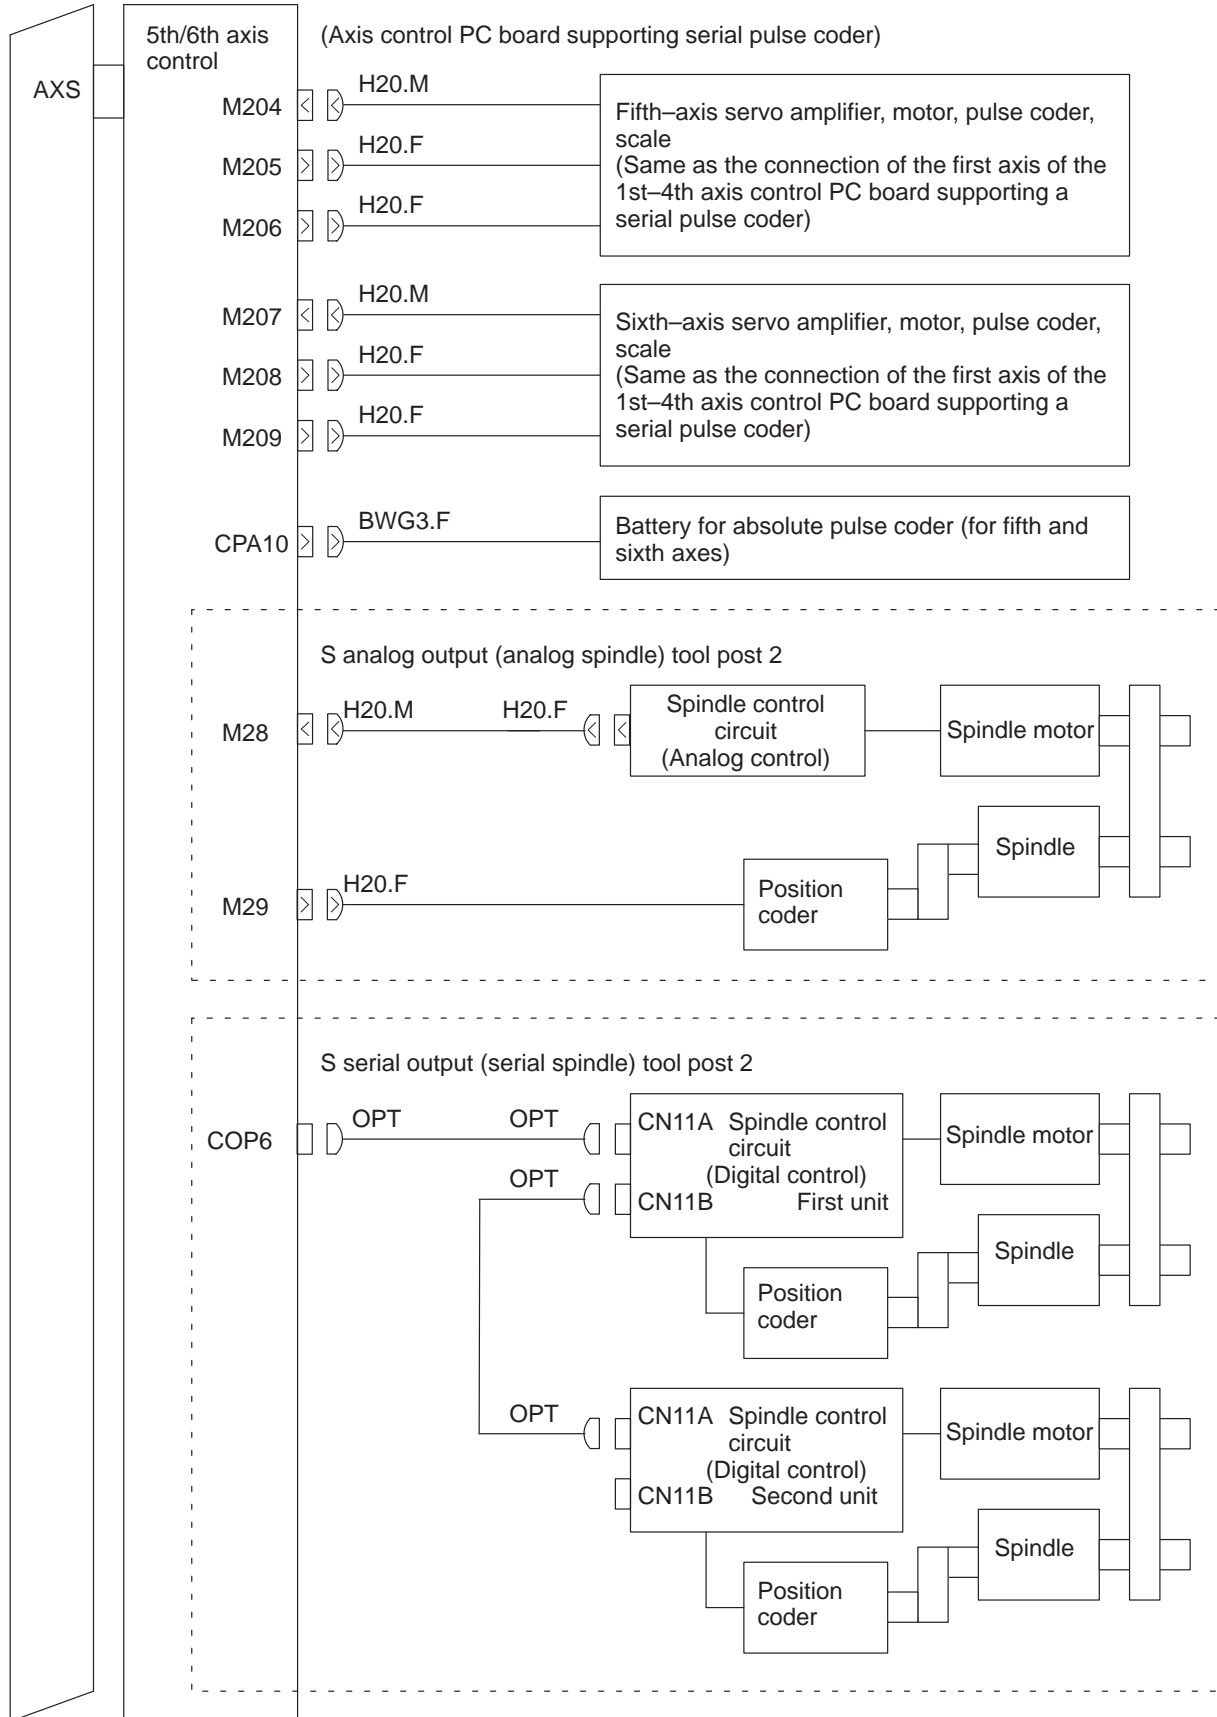 5th/6th axis
control
(Axis control PC board supporting serial pulse coder)
AXS
M204
H20.M
M205
H20.F
M206
H20.F
Fifth–axis servo amplifier, motor, pulse coder,
scale
(Same as the connection of the first axis of the
1st–4th axis control PC board supporting a
serial pulse coder)
M207
H20.M
M208
H20.F
M209
H20.F
Sixth–axis servo amplifier, motor, pulse coder,
scale
(Same as the connection of the first axis of the
1st–4th axis control PC board supporting a
serial pulse coder)
CPA10
BWG3.F
Battery for absolute pulse coder (for fifth and
sixth axes)
S analog output (analog spindle) tool post 2
M28
H20.M
H20.F
Spindle control
circuit
(Analog control)
Spindle motor
Spindle
M29
H20.F
Position
coder
S serial output (serial spindle) tool post 2
COP6
OPT
OPT
CN11A Spindle control
circuit
(Digital control)
CN11B First unit
Spindle motor
OPT
Spindle
Position
coder
OPT
CN11A Spindle control
circuit
(Digital control)
CN11B Second unit
Spindle motor
Spindle
Position
coder